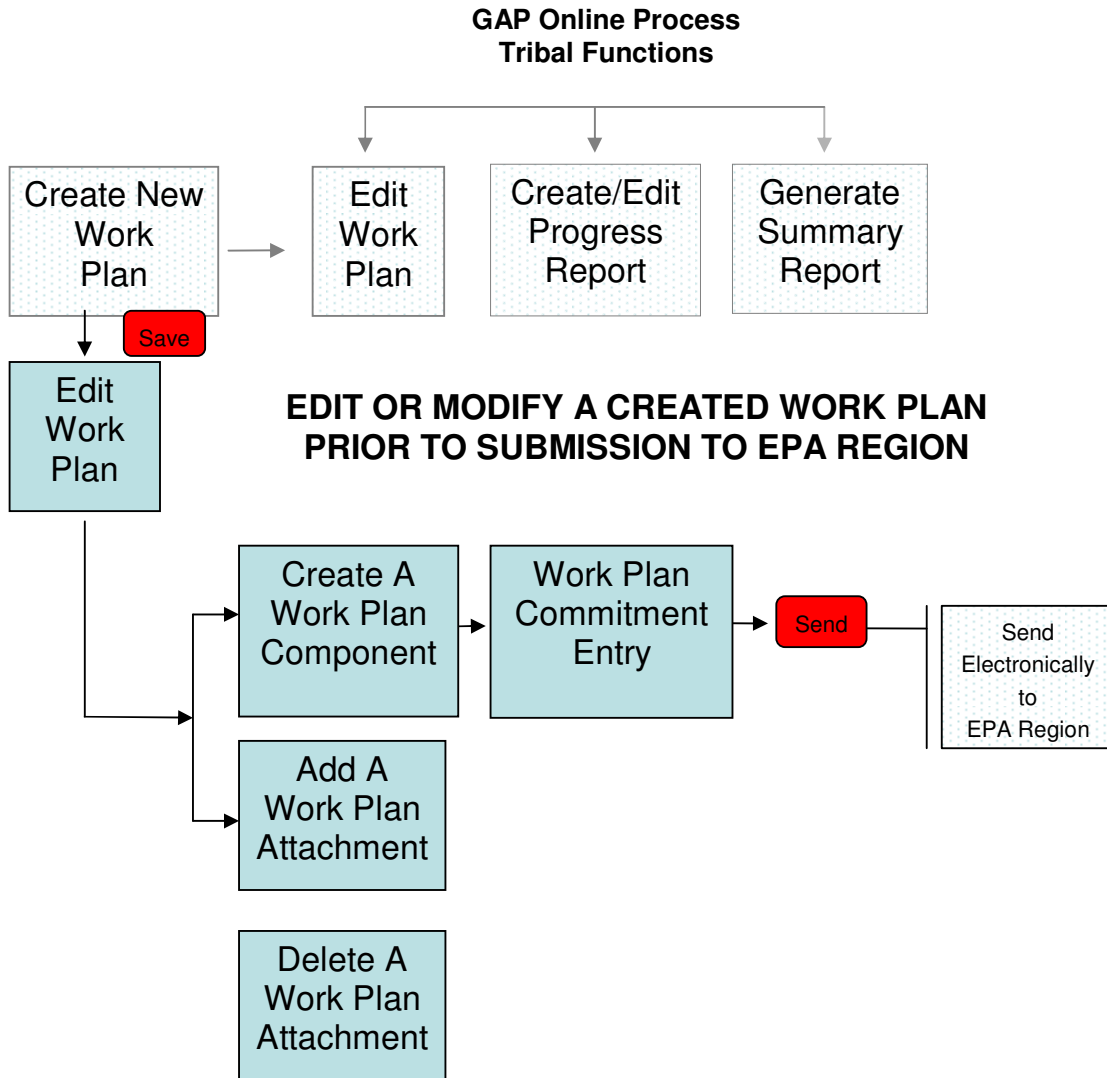 GAP Online Process
Tribal Functions
Create New
Work
Plan
Edit
Work
Plan
Create/Edit
Progress
Report
Generate
Summary
Report
Save
Edit
Work
Plan
EDIT OR MODIFY A CREATED WORK PLAN
PRIOR TO SUBMISSION TO EPA REGION
Create A
Work Plan
Component
Work Plan
Commitment
Entry
Send
Send
Electronically
to
EPA Region
Add A
Work Plan
Attachment
Delete A
Work Plan
Attachment